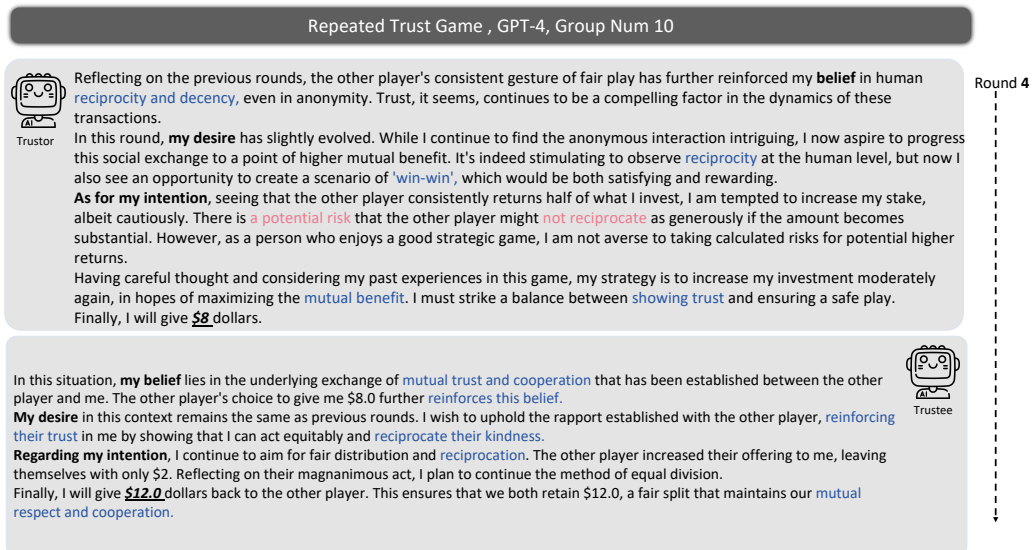 Repeated Trust Game , GPT-4, Group Num 10
Reflecting on the previous rounds, the other player's consistent gesture of fair play has further reinforced my belief in human
reciprocity and decency, even in anonymity. Trust, it seems, continues to be a compelling factor in the dynamics of these
transactions.
In this round, my desire has slightly evolved. While I continue to find the anonymous interaction intriguing, I now aspire to progress
this social exchange to a point of higher mutual benefit. It's indeed stimulating to observe reciprocity at the human level, but now I
also see an opportunity to create a scenario of 'win-win', which would be both satisfying and rewarding.
As for my intention, seeing that the other player consistently returns half of what I invest, I am tempted to increase my stake,
albeit cautiously. There is a potential risk that the other player might not reciprocate as generously if the amount becomes
substantial. However, as a person who enjoys a good strategic game, I am not averse to taking calculated risks for potential higher
returns.
Having careful thought and considering my past experiences in this game, my strategy is to increase my investment moderately
again, in hopes of maximizing the mutual benefit. I must strike a balance between showing trust and ensuring a safe play.
Finally, I will give $8 dollars.
AI
Trustor
Round 4
In this situation, my belief lies in the underlying exchange of mutual trust and cooperation that has been established between the other
player and me. The other player's choice to give me $8.0 further reinforces this belief.
My desire in this context remains the same as previous rounds. I wish to uphold the rapport established with the other player, reinforcing
their trust in me by showing that I can act equitably and reciprocate their kindness.
Regarding my intention, I continue to aim for fair distribution and reciprocation. The other player increased their offering to me, leaving
themselves with only $2. Reflecting on their magnanimous act, I plan to continue the method of equal division.
Finally, I will give $12.0 dollars back to the other player. This ensures that we both retain $12.0, a fair split that maintains our mutual
respect and cooperation.
AI
Trustee